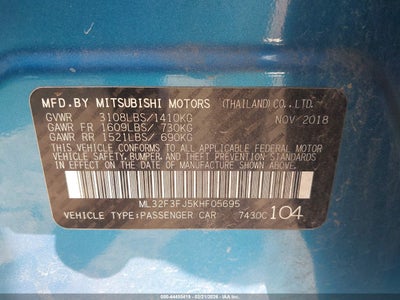 MFD.BY MITSUBISHI MOTORS (THAILAND)CO.,LTD.
GVWR 3108LBS/1410KG NOV/2018
GAWR FR 1609LBS/ 730KG
GAWR RR 1521LBS/ 690KG
THIS VEHICLE CONFORMS TO ALL APPLICABLE FEDERAL MOTOR
VEHICLE SAFETY, BUMPER, AND THEFT PREVENTION STANDARDS
IN EFFECT ON THE DATE OF MANUFACTURE SHOWN ABOVE.
ML32F3FJ5KHF05695
VEHICLE TYPE:PASSENGER CAR 7430C 104